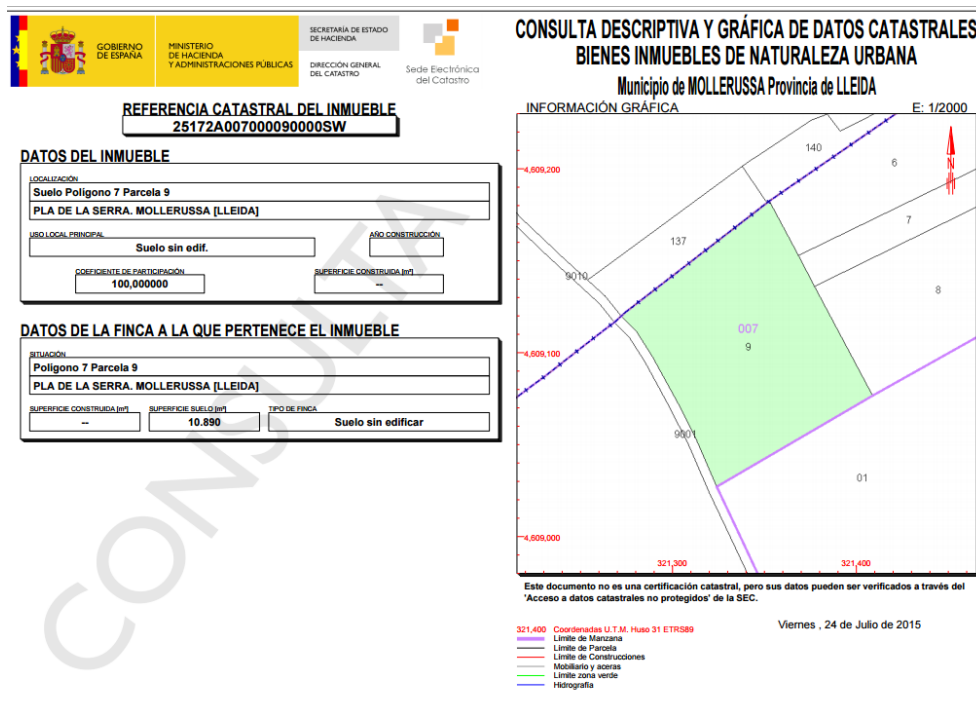 GOBIERNO
DE ESPAÑA
MINISTERIO
DE HACIENDA
Y ADMINISTRACIONES PÚBLICAS
SECRETARÍA DE ESTADO
DE HACIENDA
DIRECCIÓN GENERAL
DEL CATASTRO
Sede Electrónica
del Catastro
REFERENCIA CATASTRAL DEL INMUEBLE
25172A007000090000SW
DATOS DEL INMUEBLE
LOCALIZACIÓN
Suelo Poligono 7 Parcela 9
PLA DE LA SERRA. MOLLERUSSA [LLEIDA]
USO LOCAL PRINCIPAL
Suelo sin edif.
AÑO CONSTRUCCIÓN
COEFICIENTE DE PARTICIPACIÓN
100,000000
SUPERFICIE CONSTRUIDA [m²]
--
DATOS DE LA FINCA A LA QUE PERTENECE EL INMUEBLE
SITUACIÓN
Poligono 7 Parcela 9
PLA DE LA SERRA. MOLLERUSSA [LLEIDA]
SUPERFICIE CONSTRUIDA [m²]
--
SUPERFICIE SUELO [m²]
10.890
TIPO DE FINCA
Suelo sin edificar
CONSULTA
CONSULTA DESCRIPTIVA Y GRÁFICA DE DATOS CATASTRALES
BIENES INMUEBLES DE NATURALEZA URBANA
Municipio de MOLLERUSSA Provincia de LLEIDA
INFORMACIÓN GRÁFICA
E: 1/2000
140
6
N
4,609,200
7
137
9010
8
007
9
4,609,100
9001
01
4,609,000
321,300
321,400
Este documento no es una certificación catastral, pero sus datos pueden ser verificados a través del
'Acceso a datos catastrales no protegidos' de la SEC.
Viernes , 24 de Julio de 2015
321,400 Coordenadas U.T.M. Huso 31 ETRS89
Límite de Manzana
Límite de Parcela
Límite de Construcciones
Mobiliario y aceras
Límite zona verde
Hidrografía